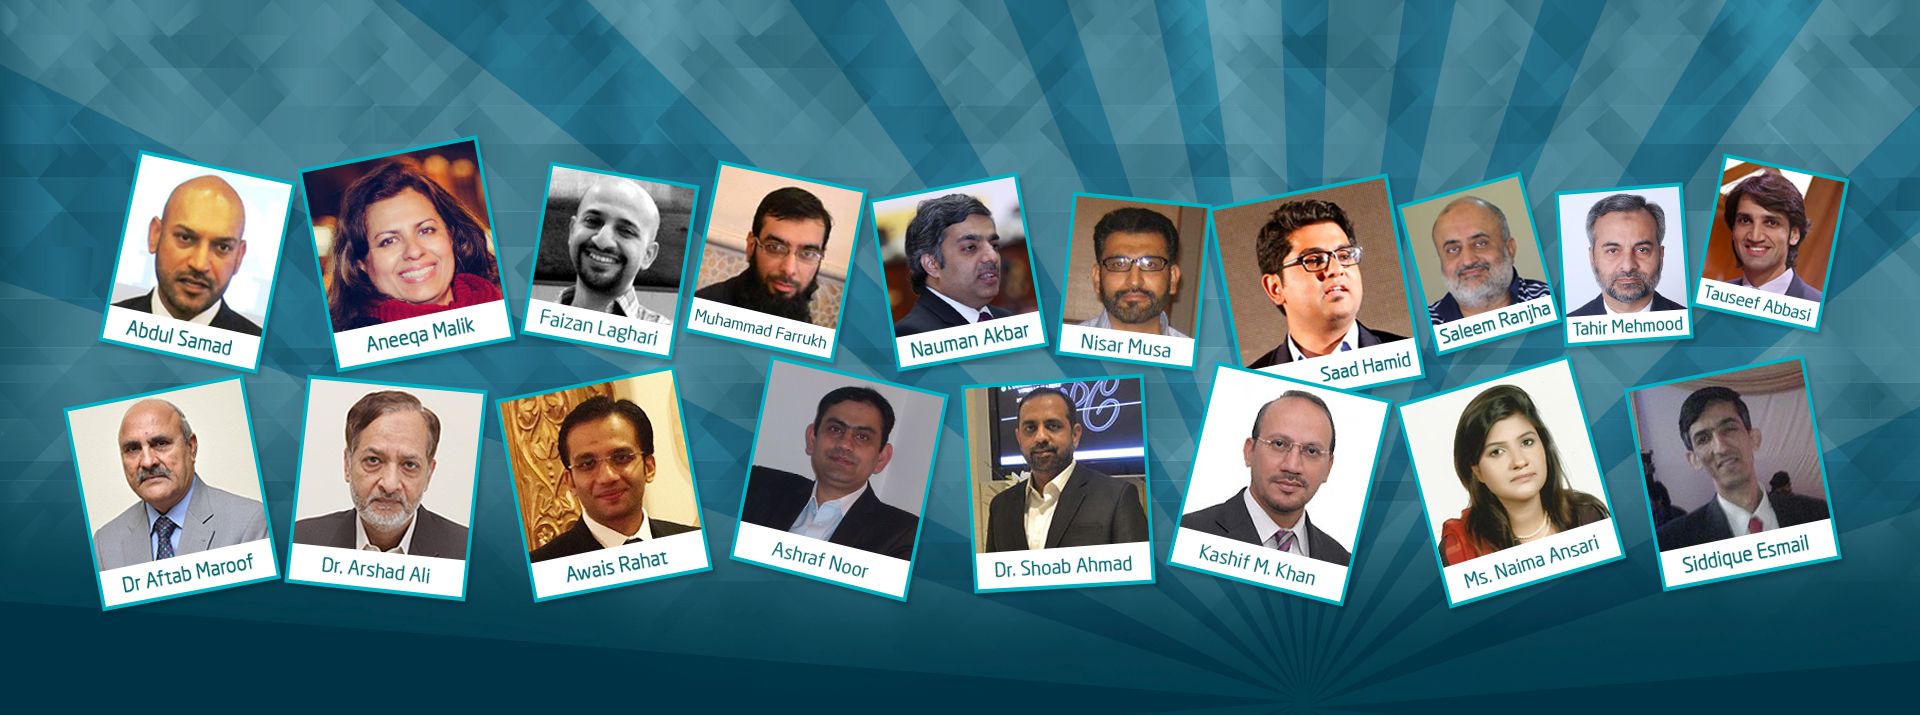 Abdul Samad
Aneeqa Malik
Faizan Laghari
Muhammad Farrukh
Nauman Akbar
Nisar Musa
Saad Hamid
Saleem Ranjha
Tahir Mehmood
Tauseef Abbasi
Dr Aftab Maroof
Dr. Arshad Ali
Awais Rahat
Ashraf Noor
Dr. Shoab Ahmad
Kashif M. Khan
Ms. Naima Ansari
Siddique Esmail